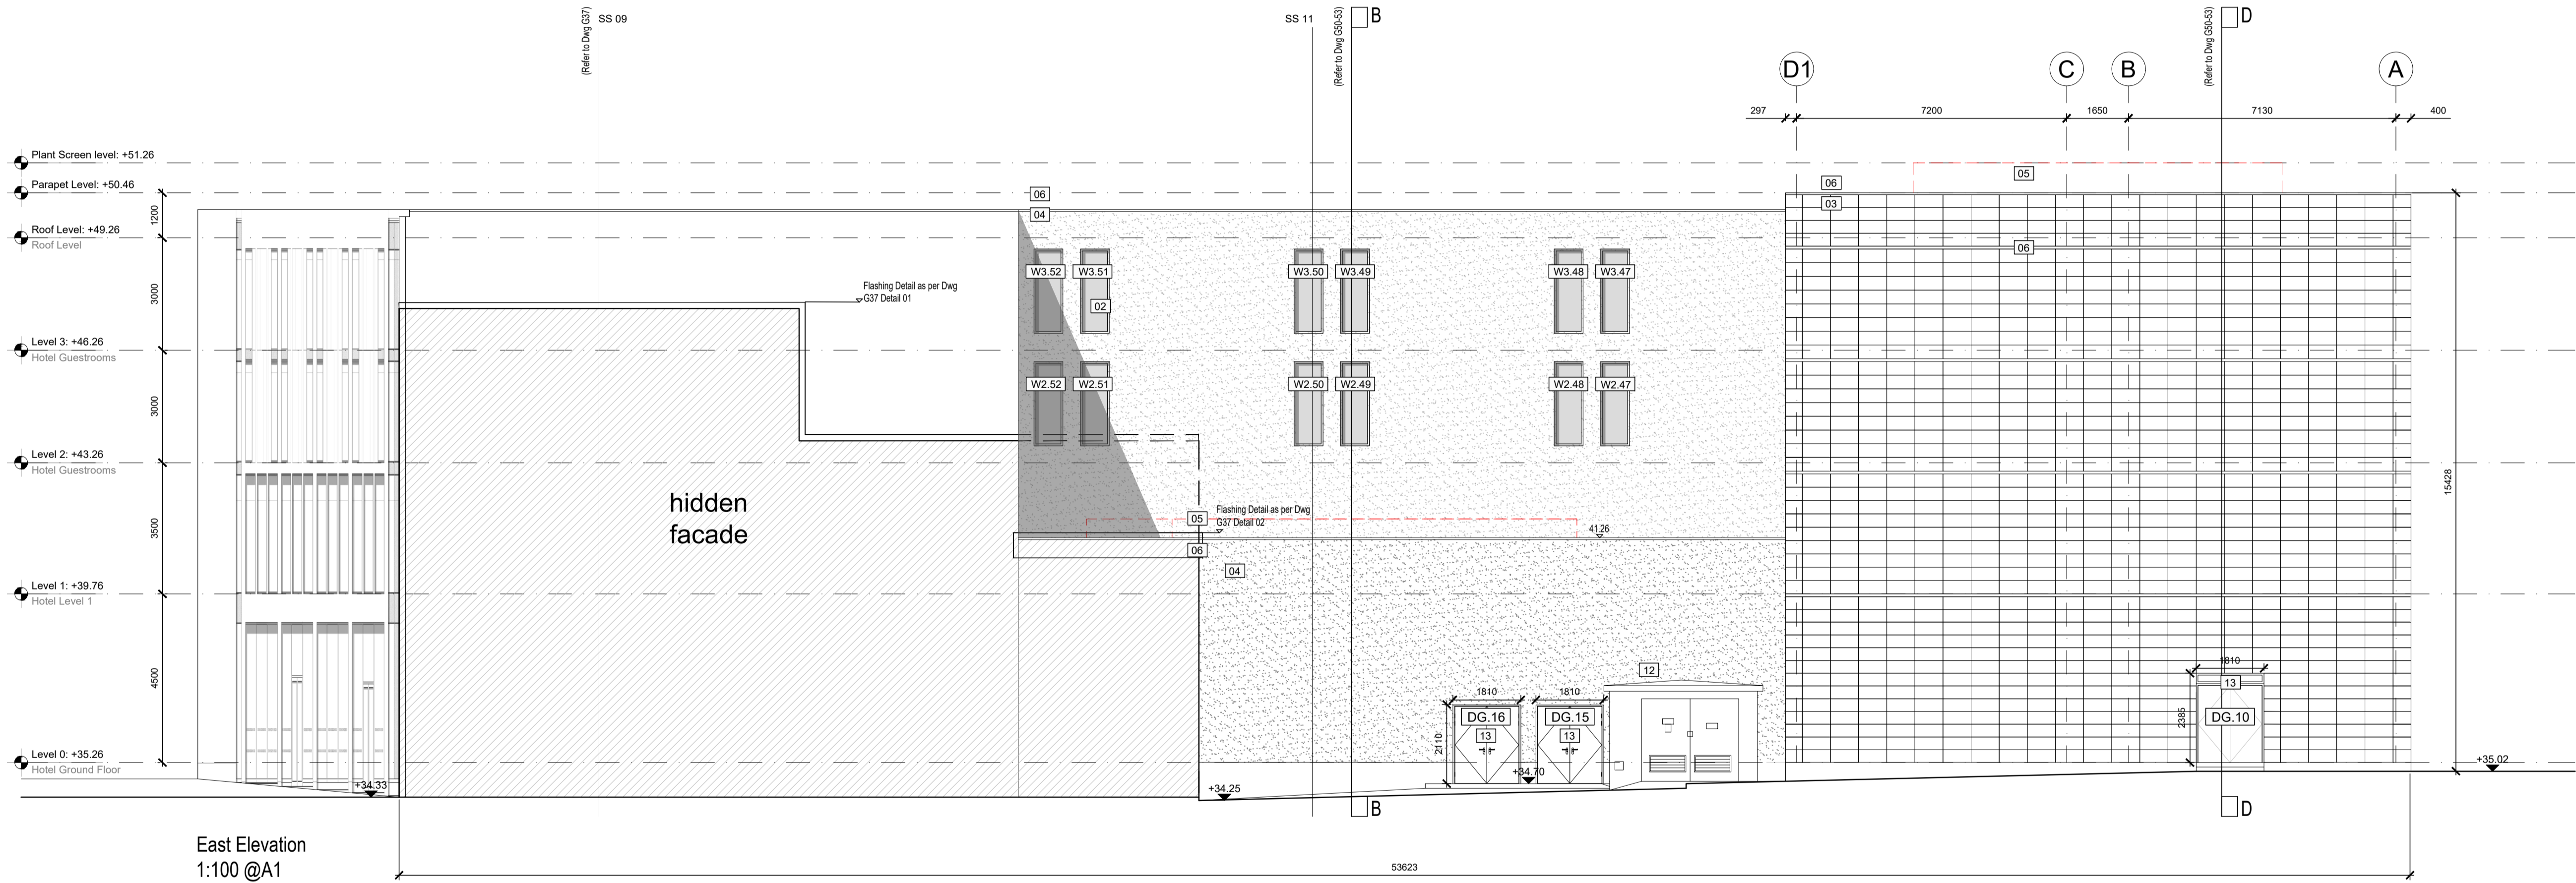 (Refer to Dwg G37)
SS 09
SS 11
(Refer to Dwg G50-53)
B
(Refer to Dwg G50-53)
D
D1
C
B
A
297
7200
1650
7130
400
Plant Screen level: +51.26
Parapet Level: +50.46
1200
Roof Level: +49.26
Roof Level
3000
Level 3: +46.26
Hotel Guestrooms
3000
Level 2: +43.26
Hotel Guestrooms
3500
Level 1: +39.76
Hotel Level 1
4500
Level 0: +35.26
Hotel Ground Floor
06
04
06
03
05
06
Flashing Detail as per Dwg
G37 Detail 01
W3.52
W3.51
W3.50
W3.49
W3.48
W3.47
02
W2.52
W2.51
W2.50
W2.49
W2.48
W2.47
hidden
facade
05
Flashing Detail as per Dwg
G37 Detail 02
06
41.26
04
15428
12
1810
1810
1810
DG.16
DG.15
13
13
2110
13
DG.10
2385
+34.33
+34.25
+34.70
+35.02
B
D
East Elevation
1:100 @A1
53623